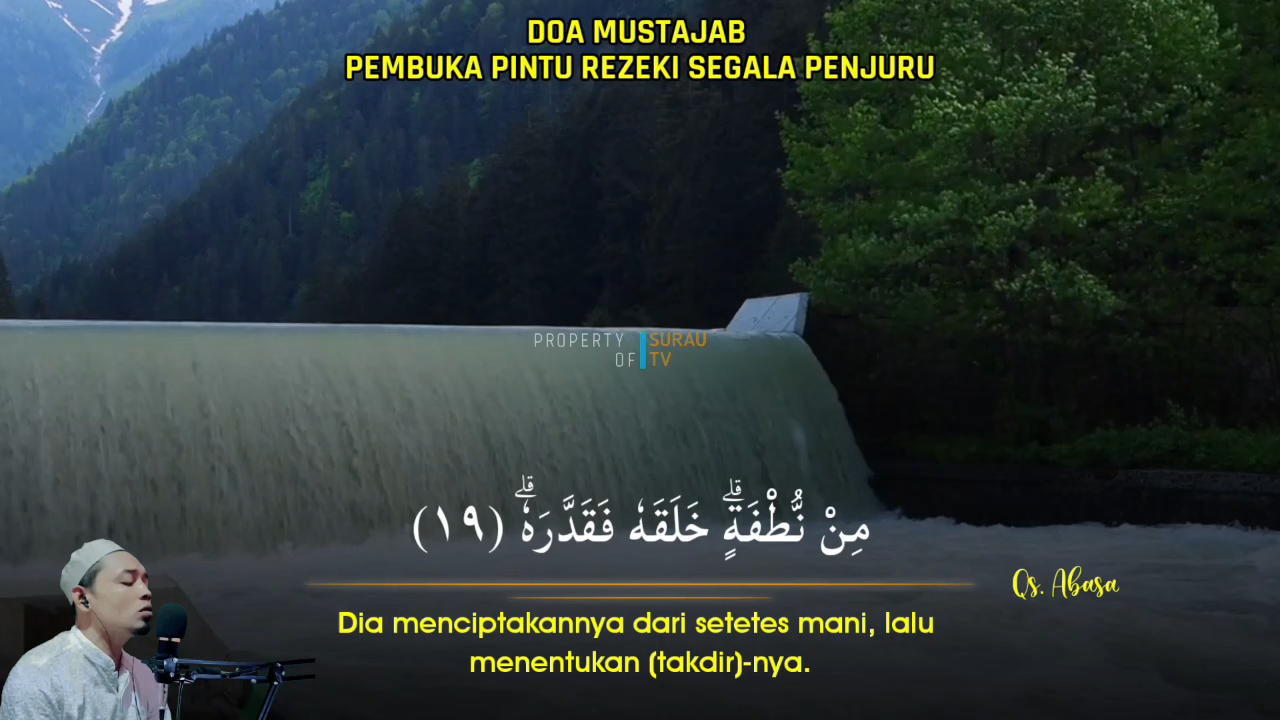 DOA MUSTAJAB
PEMBUKA PINTU REZEKI SEGALA PENJURU
PROPERTY OF SURAU TV
مِنْ نُّطْفَةٍۗ خَلَقَهٗ فَقَدَّرَهٗۗ (١٩)
Qs. Abasa
Dia menciptakannya dari setetes mani, lalu
menentukan (takdir)-nya.